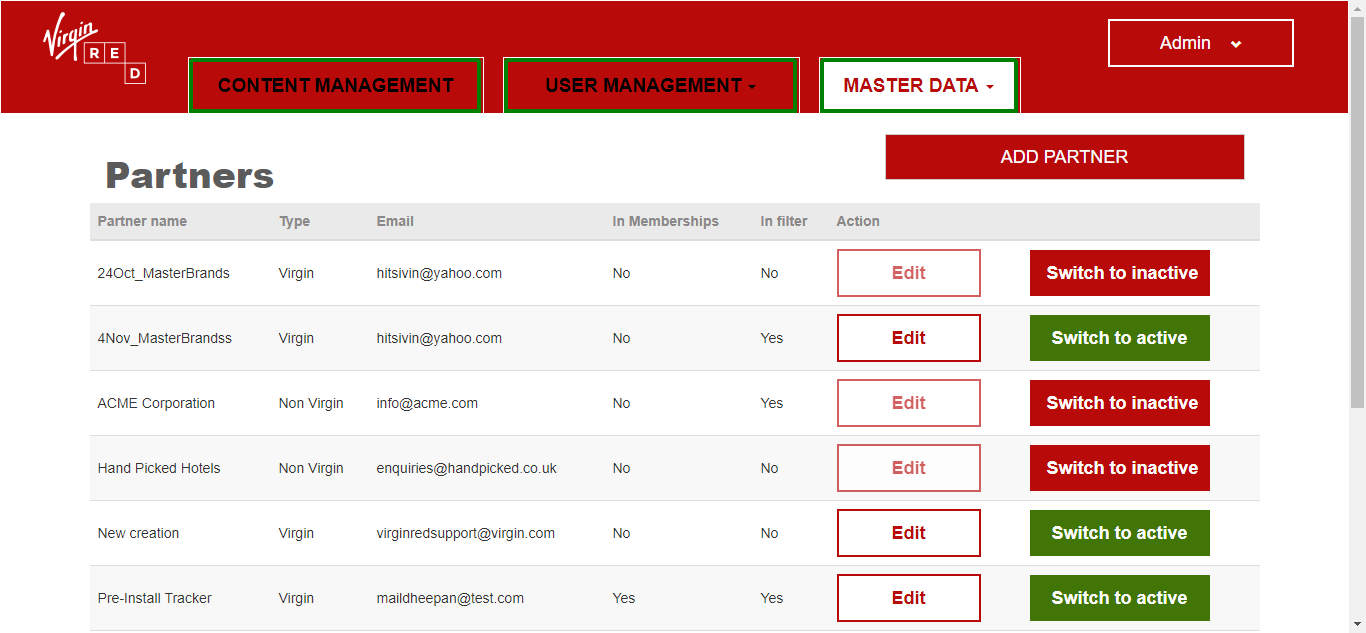 Virgin
RED
Admin
CONTENT MANAGEMENT USER MANAGEMENT MASTER DATA
ADD PARTNER
Partners
Partner name Type Email In Memberships In filter Action
24Oct_MasterBrands Virgin hitsivin@yahoo.com No No Edit Switch to inactive
4Nov_MasterBrandss Virgin hitsivin@yahoo.com No Yes Edit Switch to active
ACME Corporation Non Virgin info@acme.com No Yes Edit Switch to inactive
Hand Picked Hotels Non Virgin enquiries@handpicked.co.uk No No Edit Switch to inactive
New creation Virgin virginredsupport@virgin.com No No Edit Switch to active
Pre-Install Tracker Virgin maildheepan@test.com Yes Yes Edit Switch to active